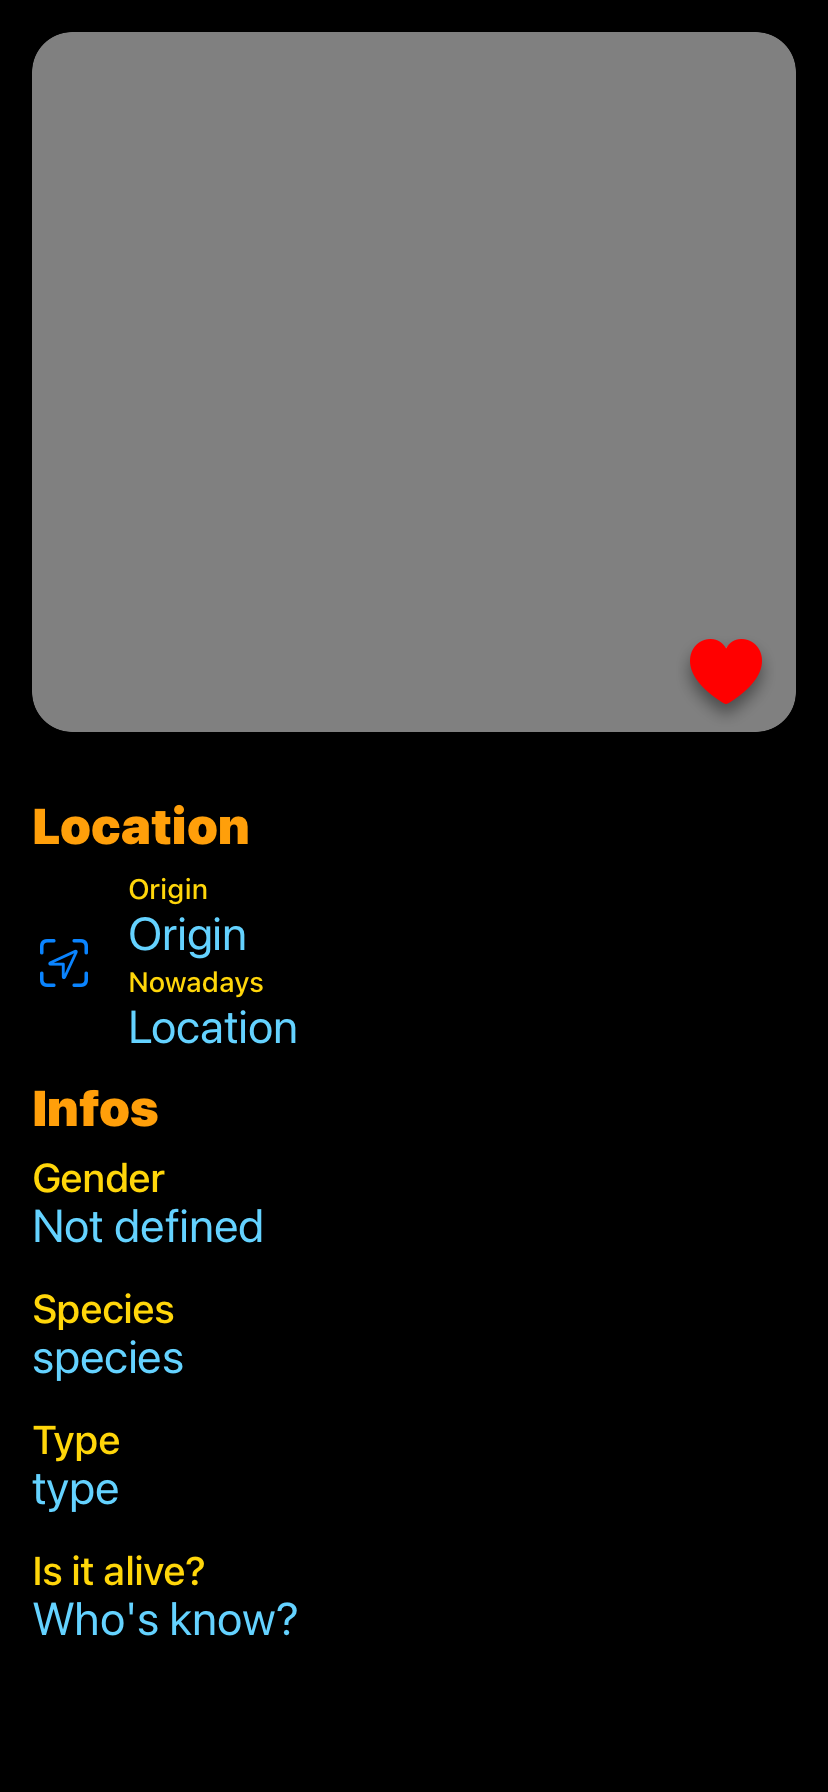 Location
Origin
Origin
Nowadays
Location
Infos
Gender
Not defined
Species
species
Type
type
Is it alive?
Who's know?